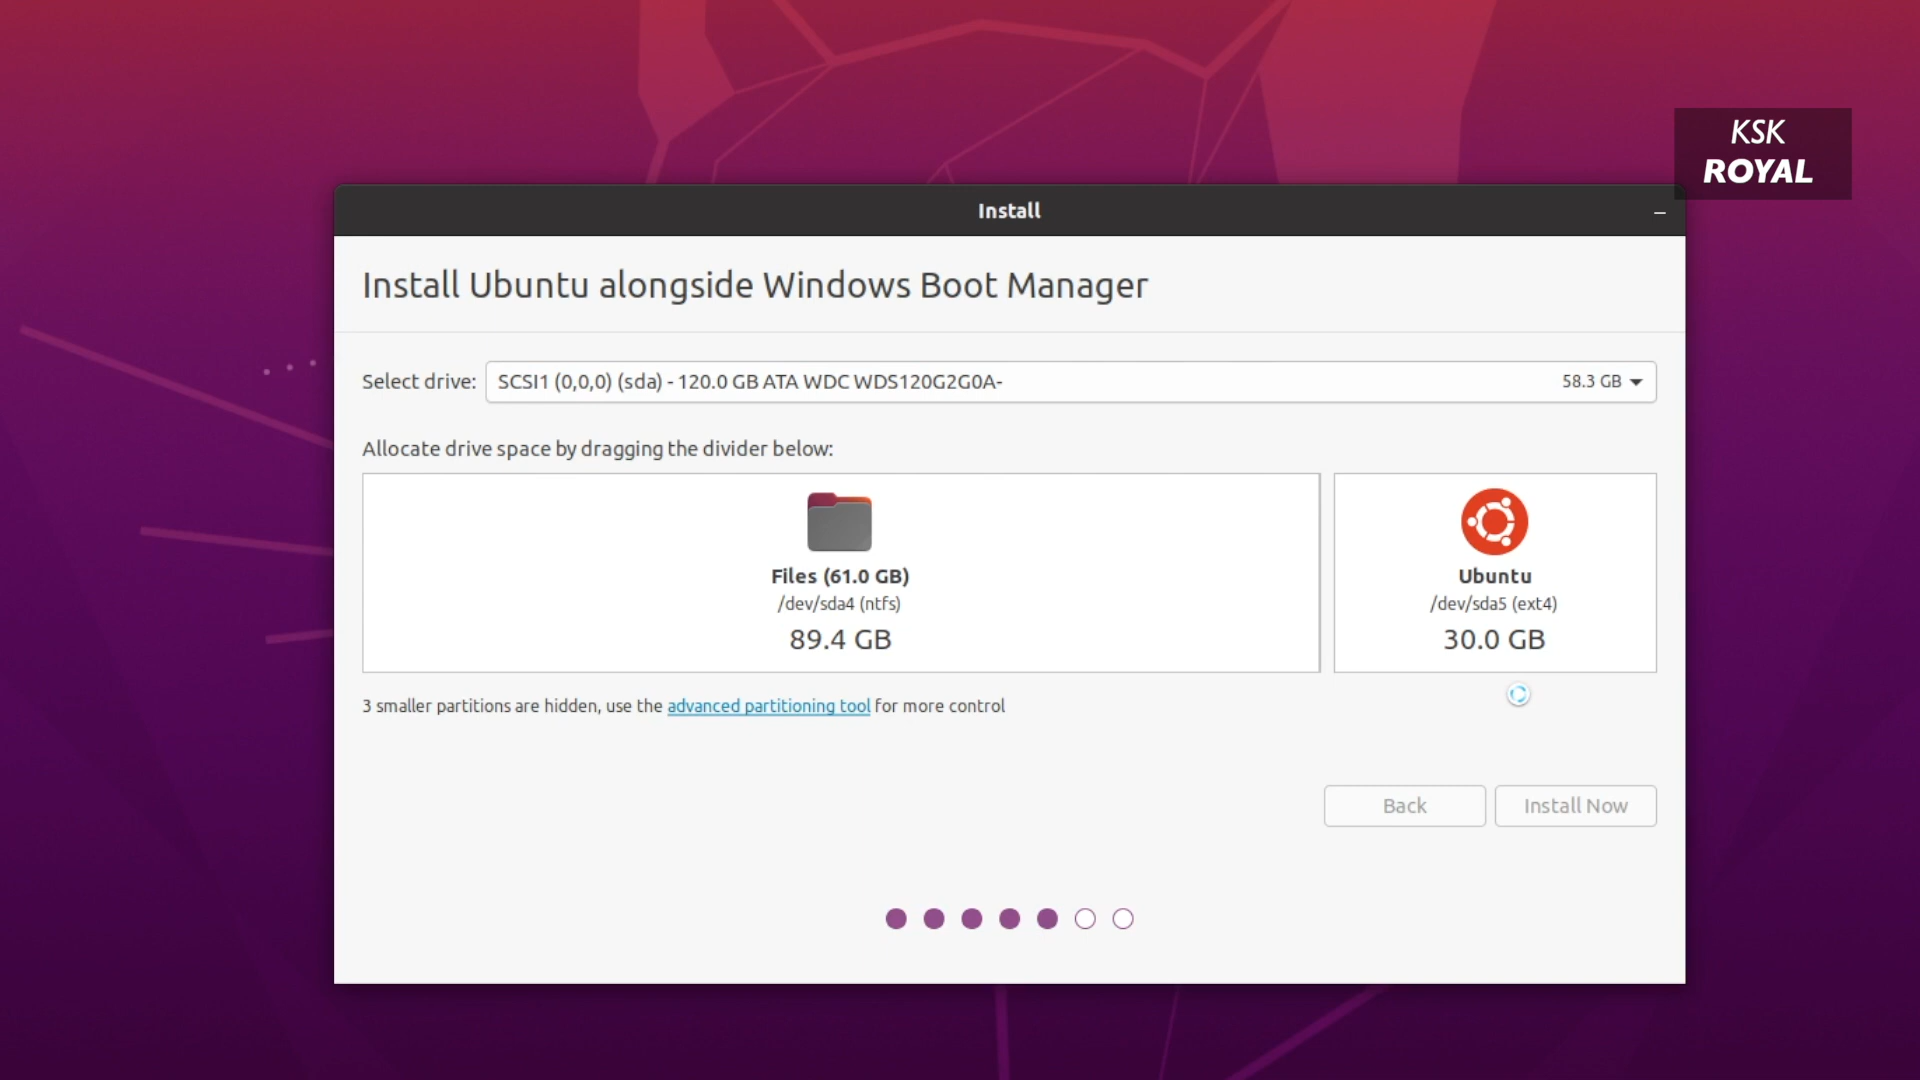 KSK
ROYAL
Install
Install Ubuntu alongside Windows Boot Manager
Select drive: SCSI1 (0,0,0) (sda) - 120.0 GB ATA WDC WDS120G2G0A- 58.3 GB
Allocate drive space by dragging the divider below:
Files (61.0 GB)
/dev/sda4 (ntfs)
89.4 GB
Ubuntu
/dev/sda5 (ext4)
30.0 GB
3 smaller partitions are hidden, use the advanced partitioning tool for more control
Back
Install Now